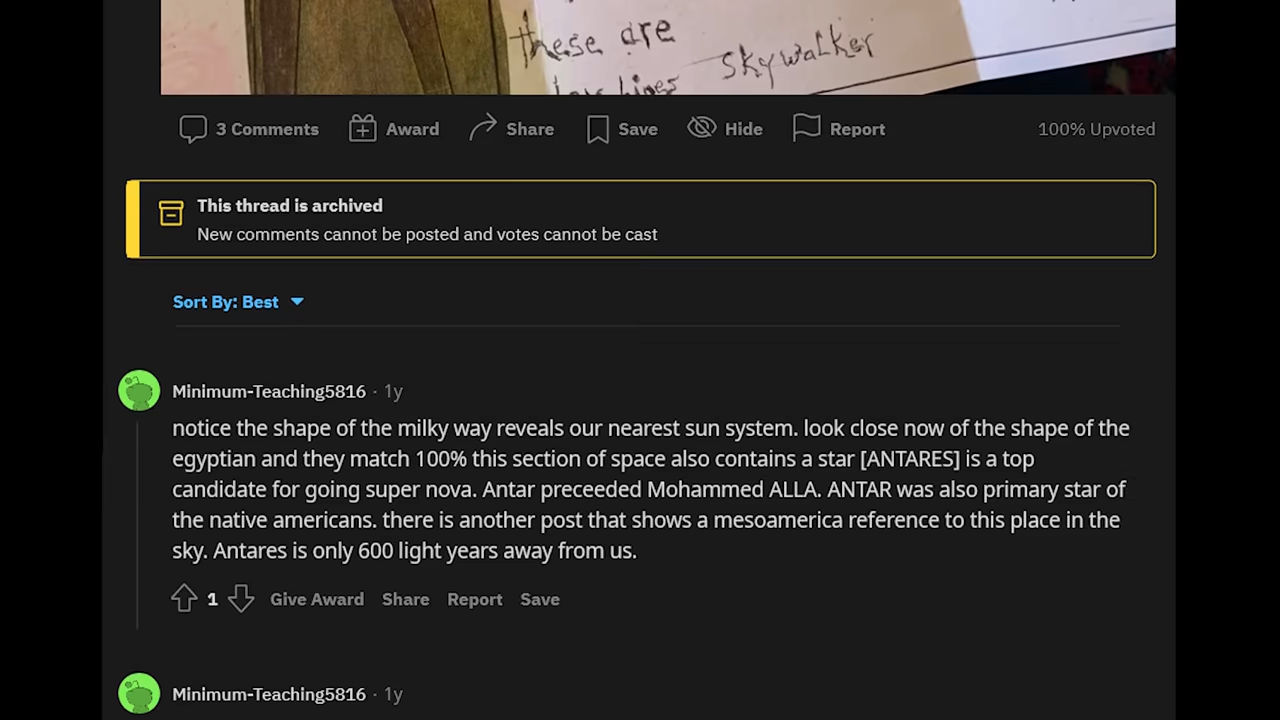 these are
skywalker
3 Comments Award Share Save Hide Report 100% Upvoted
This thread is archived
New comments cannot be posted and votes cannot be cast
Sort By: Best
Minimum-Teaching5816 · 1y
notice the shape of the milky way reveals our nearest sun system. look close now of the shape of the
egyptian and they match 100% this section of space also contains a star [ANTARES] is a top
candidate for going super nova. Antar preceeded Mohammed ALLA. ANTAR was also primary star of
the native americans. there is another post that shows a mesoamerica reference to this place in the
sky. Antares is only 600 light years away from us.
1 Give Award Share Report Save
Minimum-Teaching5816 · 1y